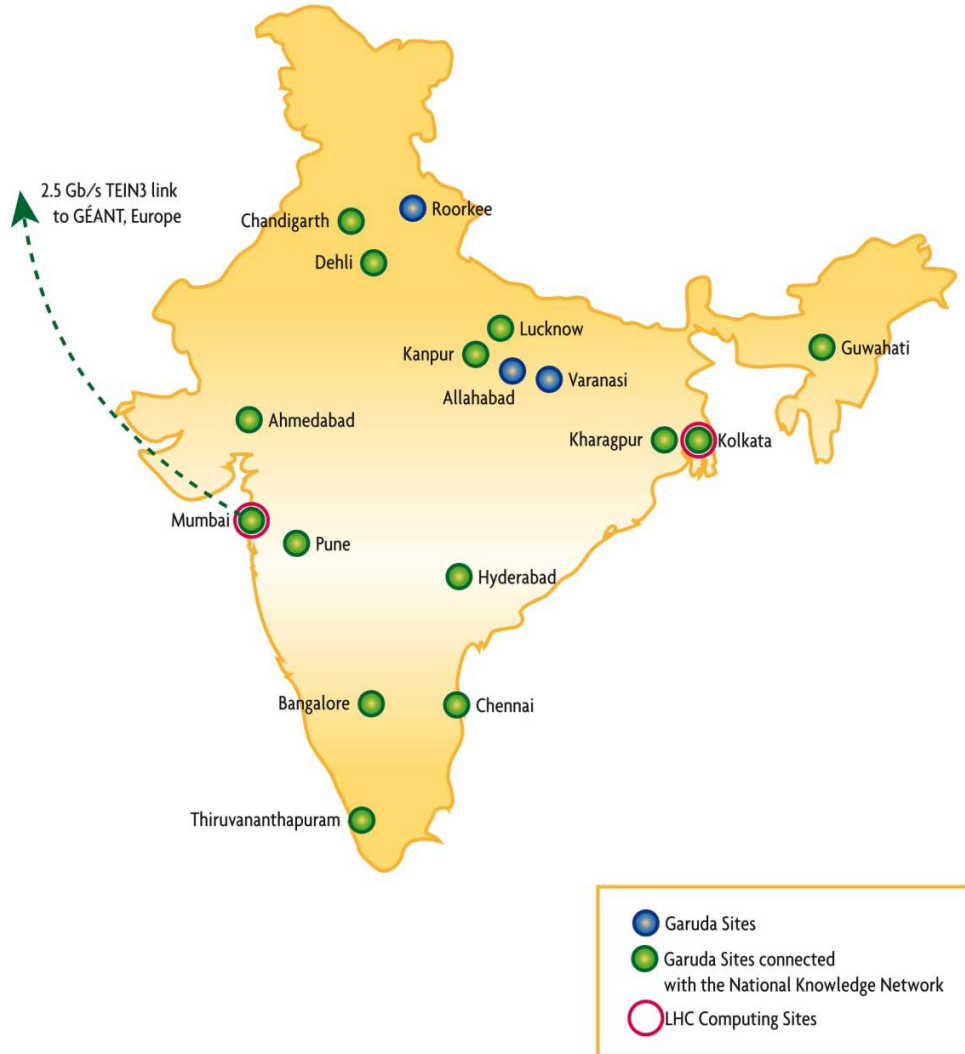 2.5 Gb/s TEIN3 link
to GÉANT, Europe
Chandigarth
Roorkee
Dehli
Lucknow
Kanpur
Guwahati
Allahabad
Varanasi
Ahmedabad
Kharagpur
Kolkata
Mumbai
Pune
Hyderabad
Bangalore
Chennai
Thiruvananthapuram
Garuda Sites
Garuda Sites connected
with the National Knowledge Network
LHC Computing Sites